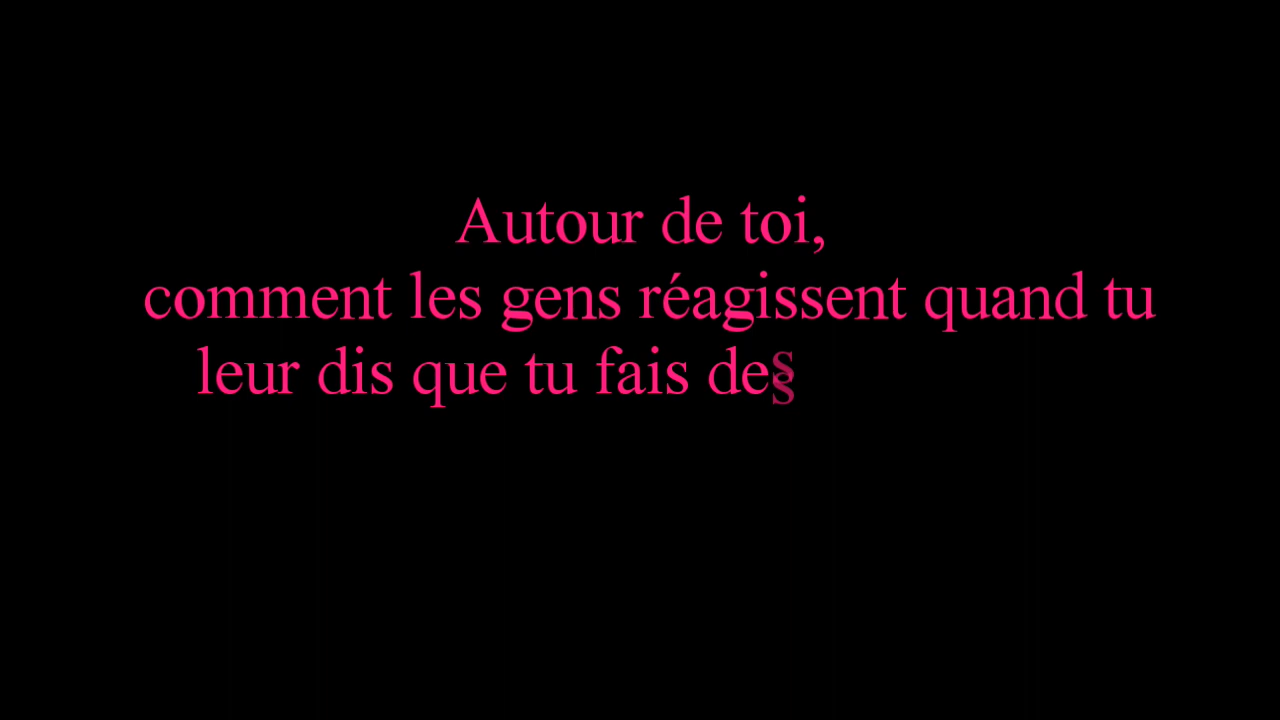 Autour de toi,
comment les gens réagissent quand tu
leur dis que tu fais des